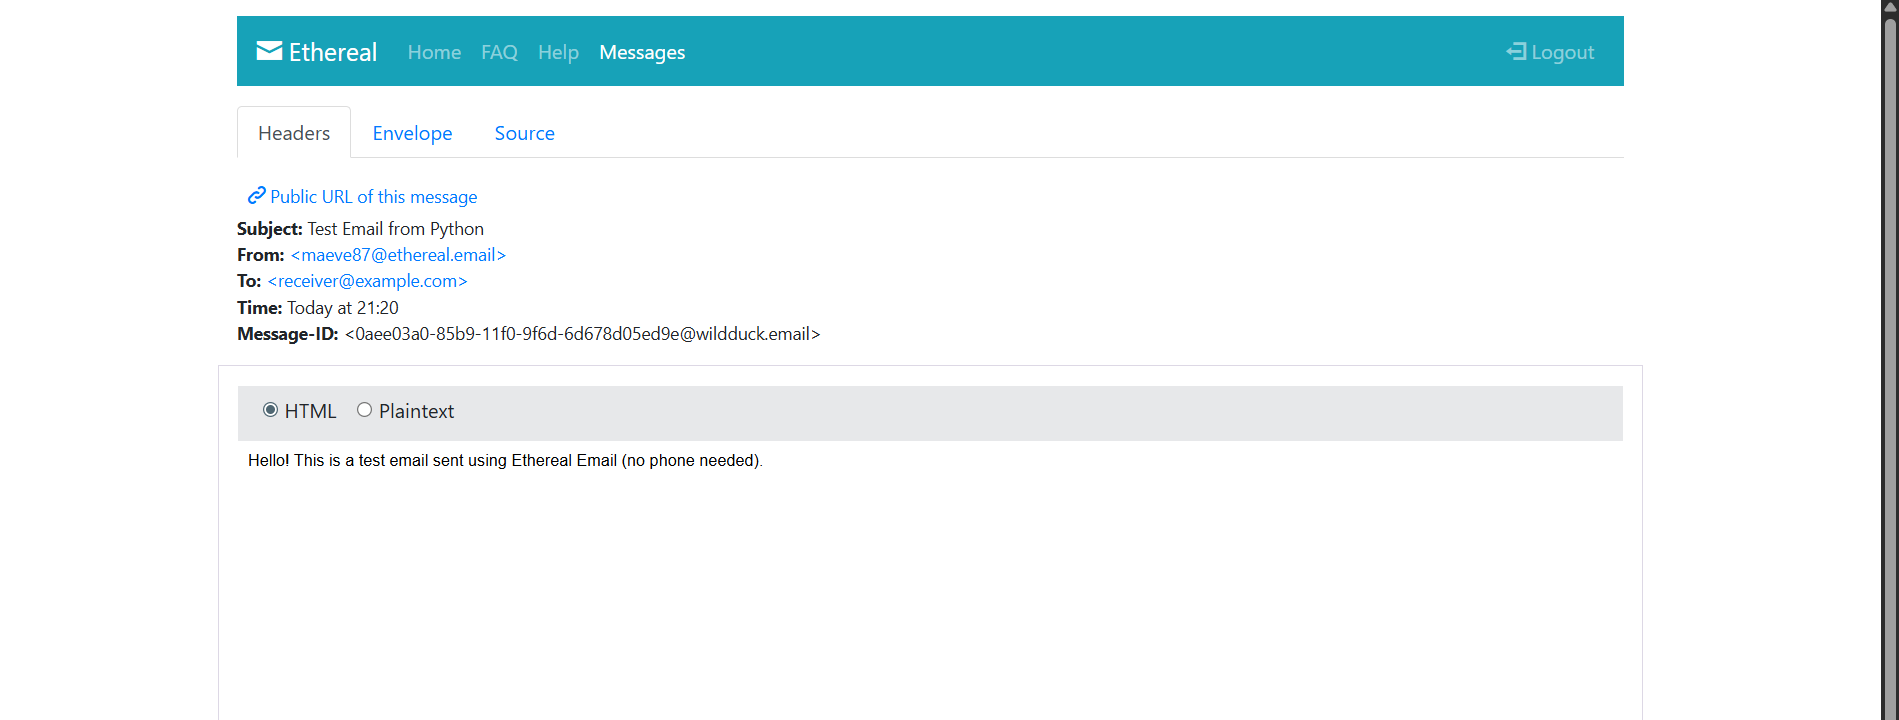 Ethereal Home FAQ Help Messages Logout
Headers Envelope Source
Public URL of this message
Subject: Test Email from Python
From: <maeve87@ethereal.email>
To: <receiver@example.com>
Time: Today at 21:20
Message-ID: <0aee03a0-85b9-11f0-9f6d-6d678d05ed9e@wildduck.email>
HTML Plaintext
Hello! This is a test email sent using Ethereal Email (no phone needed).